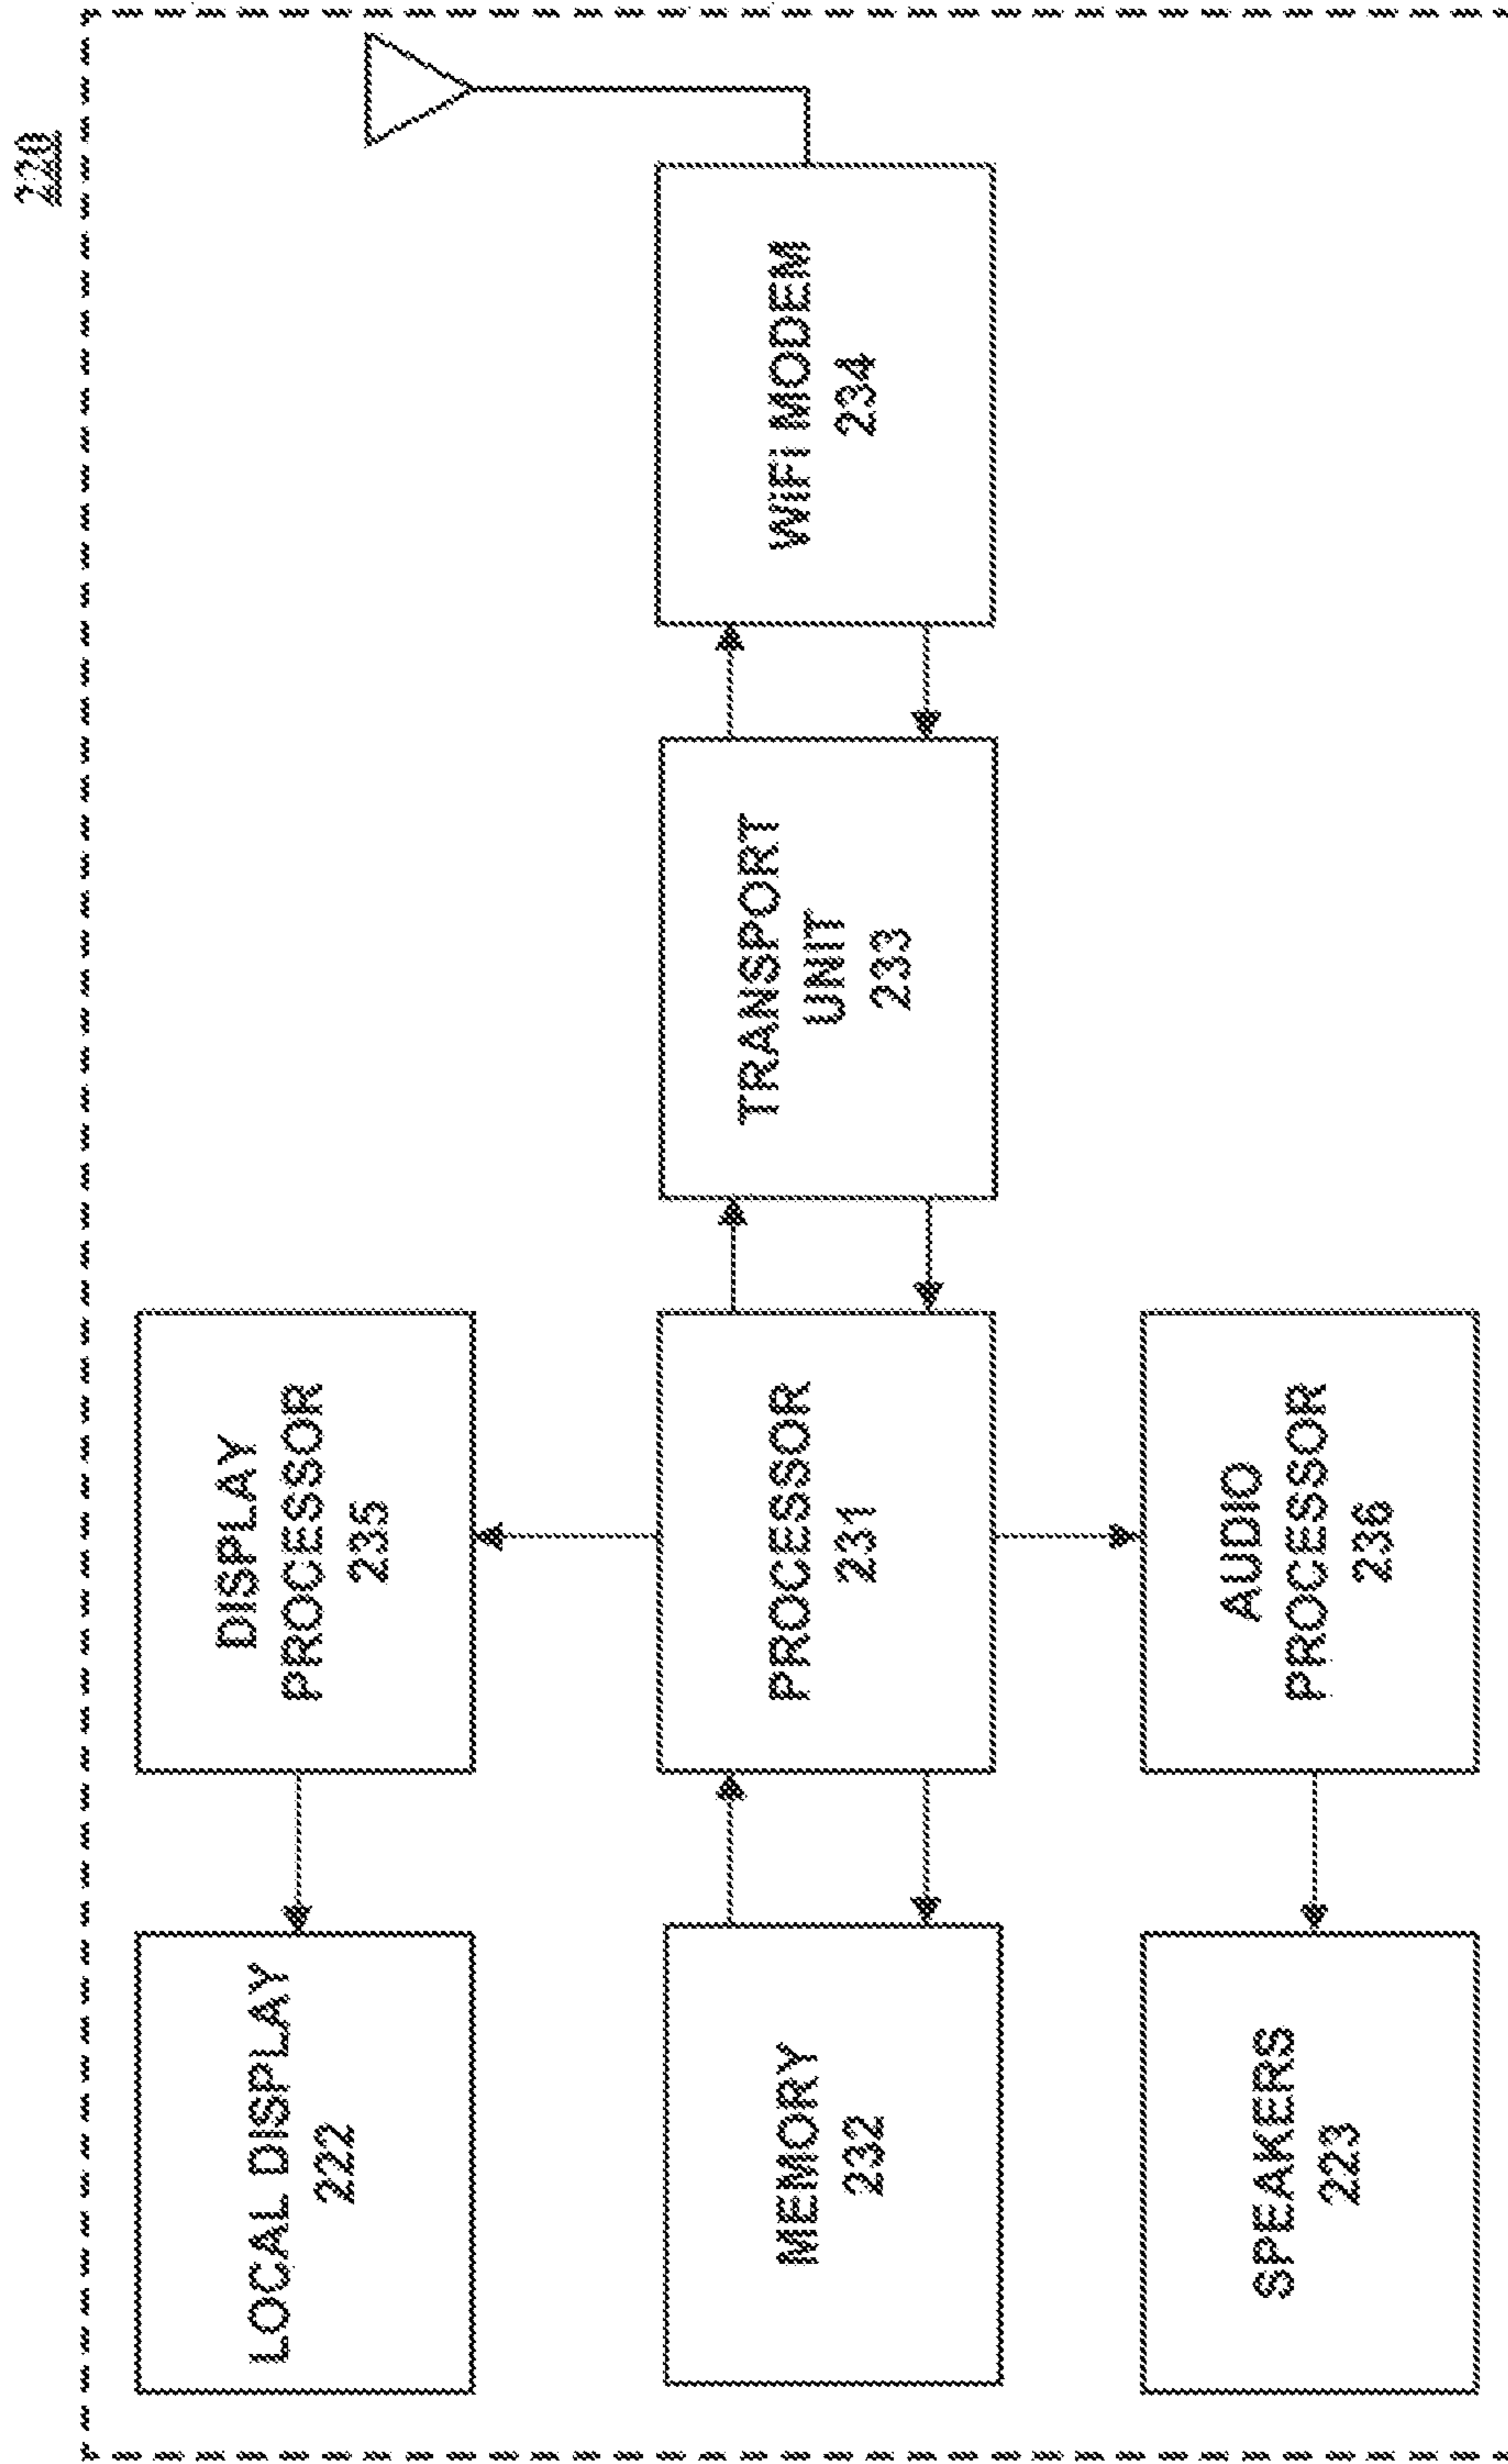 220
LOCAL DISPLAY
222
DISPLAY
PROCESSOR
235
MEMORY
232
PROCESSOR
231
TRANSPORT
UNIT
233
WiFi MODEM
234
SPEAKERS
223
AUDIO
PROCESSOR
236